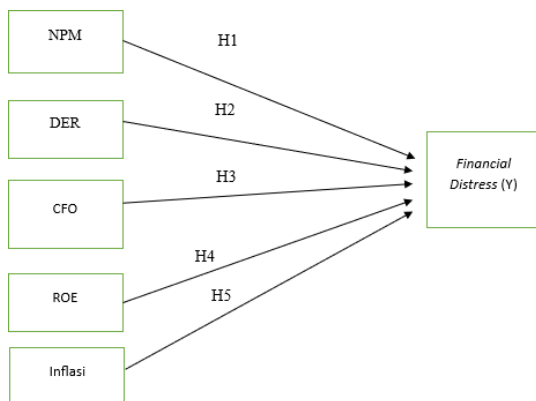 NPM
H1
DER
H2
CFO
H3
Financial
Distress (Y)
ROE
H4
Inflasi
H5